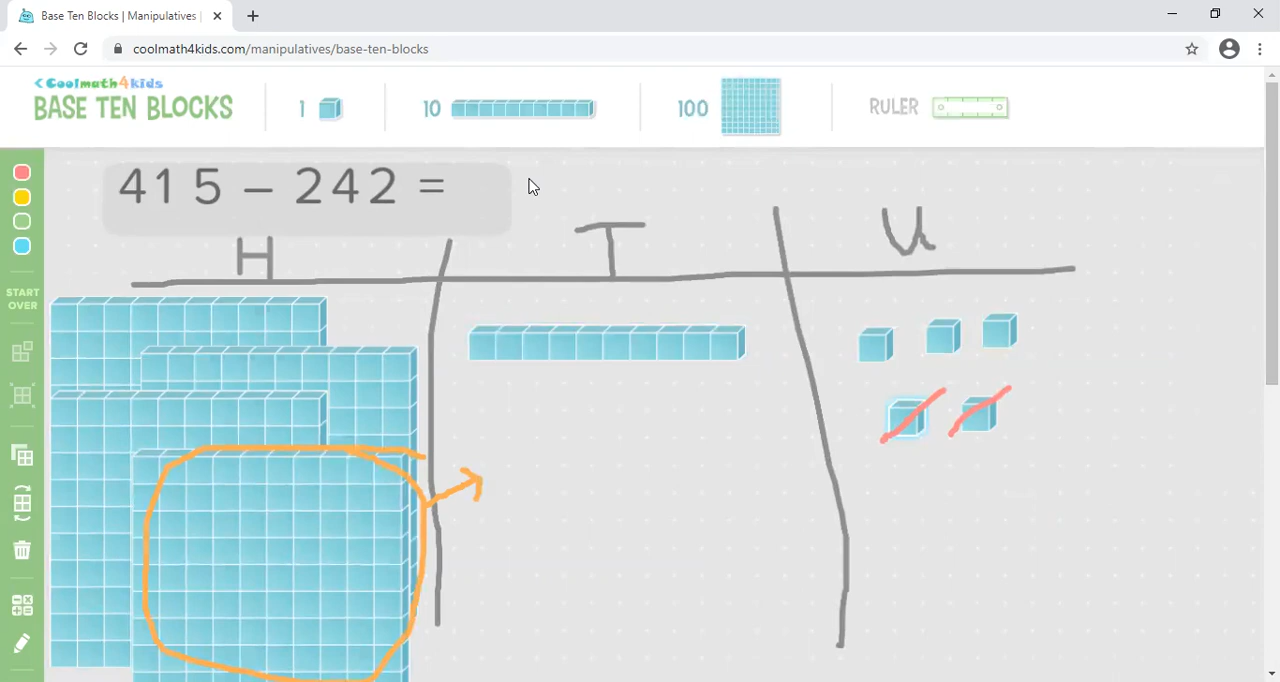 Base Ten Blocks | Manipulatives |
coolmath4kids.com/manipulatives/base-ten-blocks
<Coolmath4kids
BASE TEN BLOCKS
1
10
100
RULER
START OVER
415 - 242 =
H T U